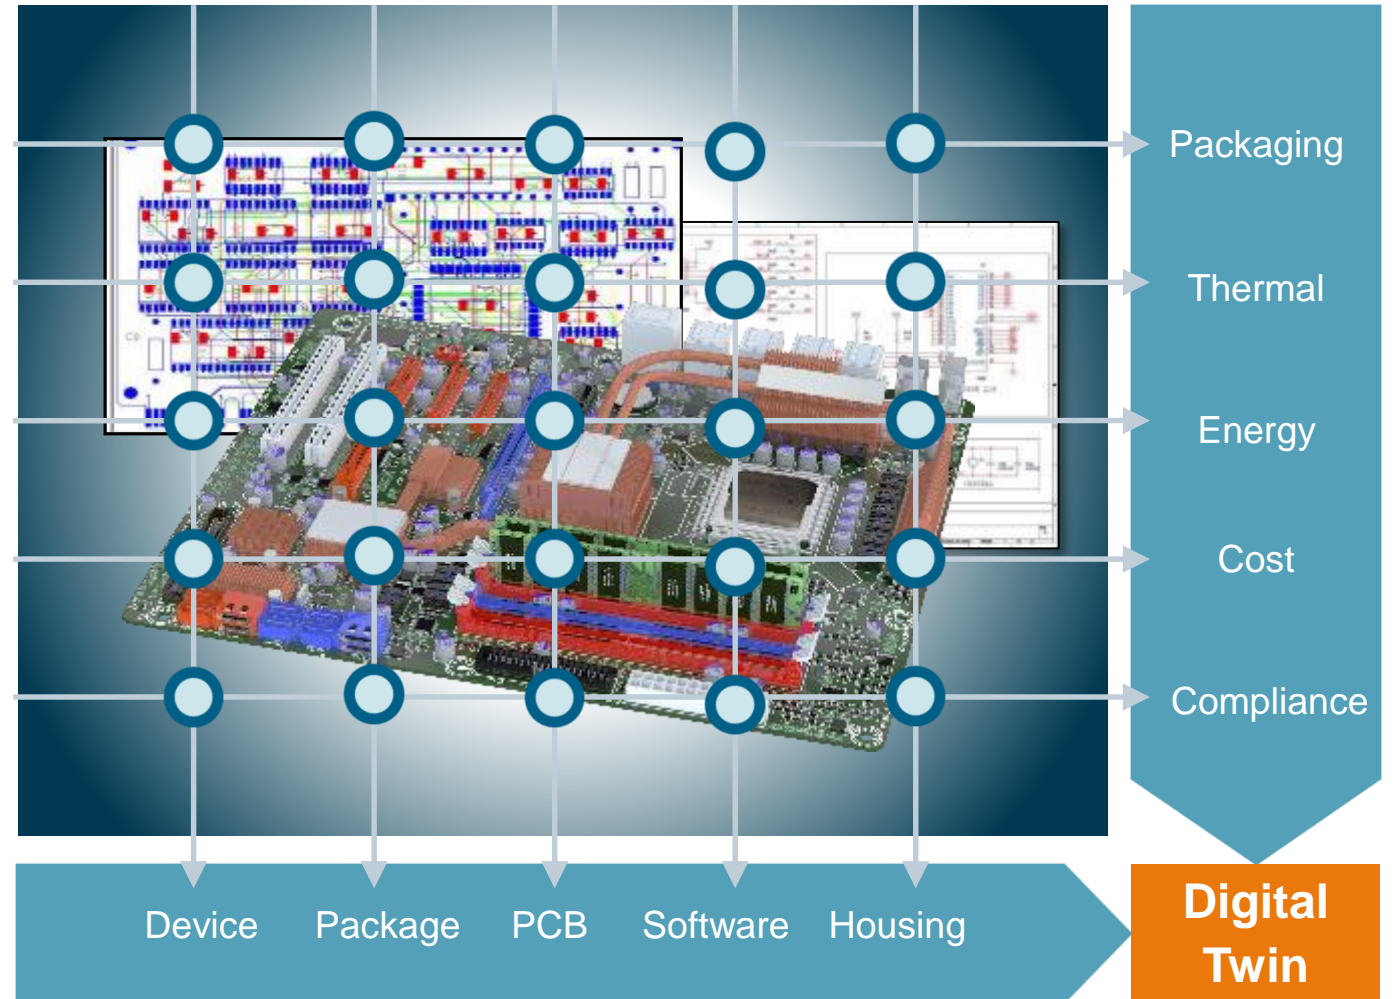 Packaging
Thermal
Energy
Cost
Compliance
Device Package PCB Software Housing
Digital
Twin